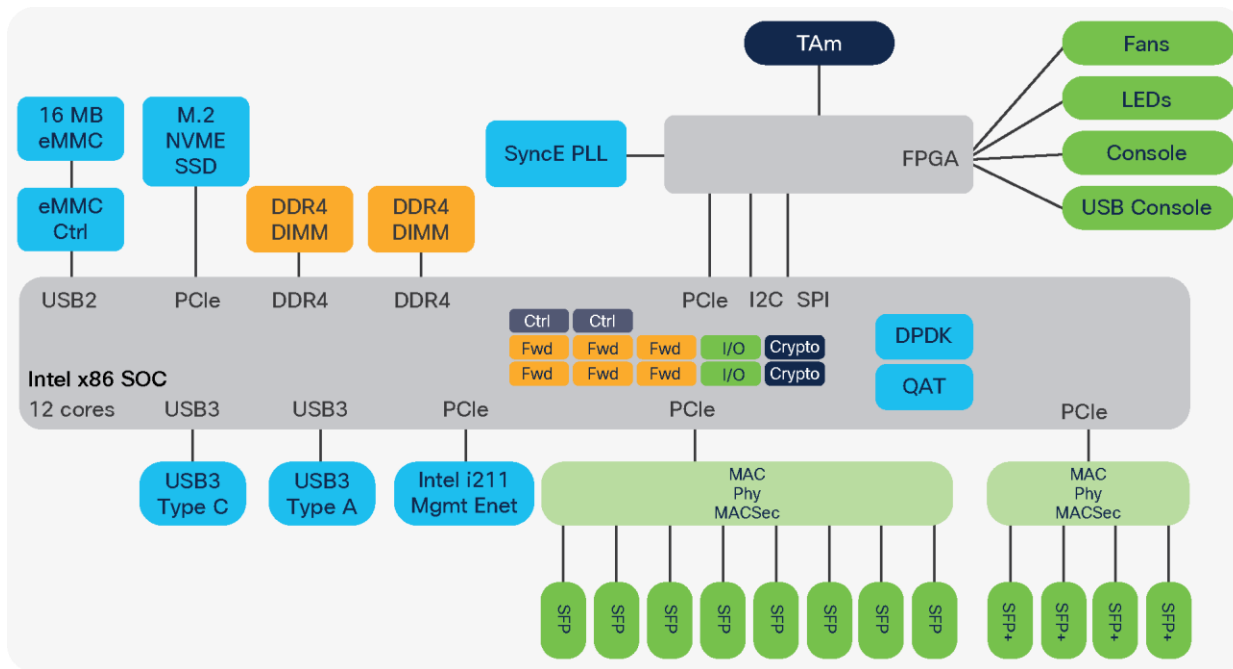 TAm
Fans
LEDs
Console
USB Console
16 MB
eMMC
M.2
NVME
SSD
SyncE PLL
FPGA
eMMC
Ctrl
DDR4
DIMM
DDR4
DIMM
USB2
PCIe
DDR4
DDR4
PCIe
I2C
SPI
Ctrl
Ctrl
Fwd
Fwd
Fwd
I/O
Crypto
Fwd
Fwd
Fwd
I/O
Crypto
DPDK
QAT
Intel x86 SOC
12 cores
USB3
USB3
PCIe
PCIe
PCIe
USB3
Type C
USB3
Type A
Intel i211
Mgmt Enet
MAC
Phy
MACSec
MAC
Phy
MACSec
SFP
SFP
SFP
SFP
SFP
SFP
SFP
SFP
SFP+
SFP+
SFP+
SFP+